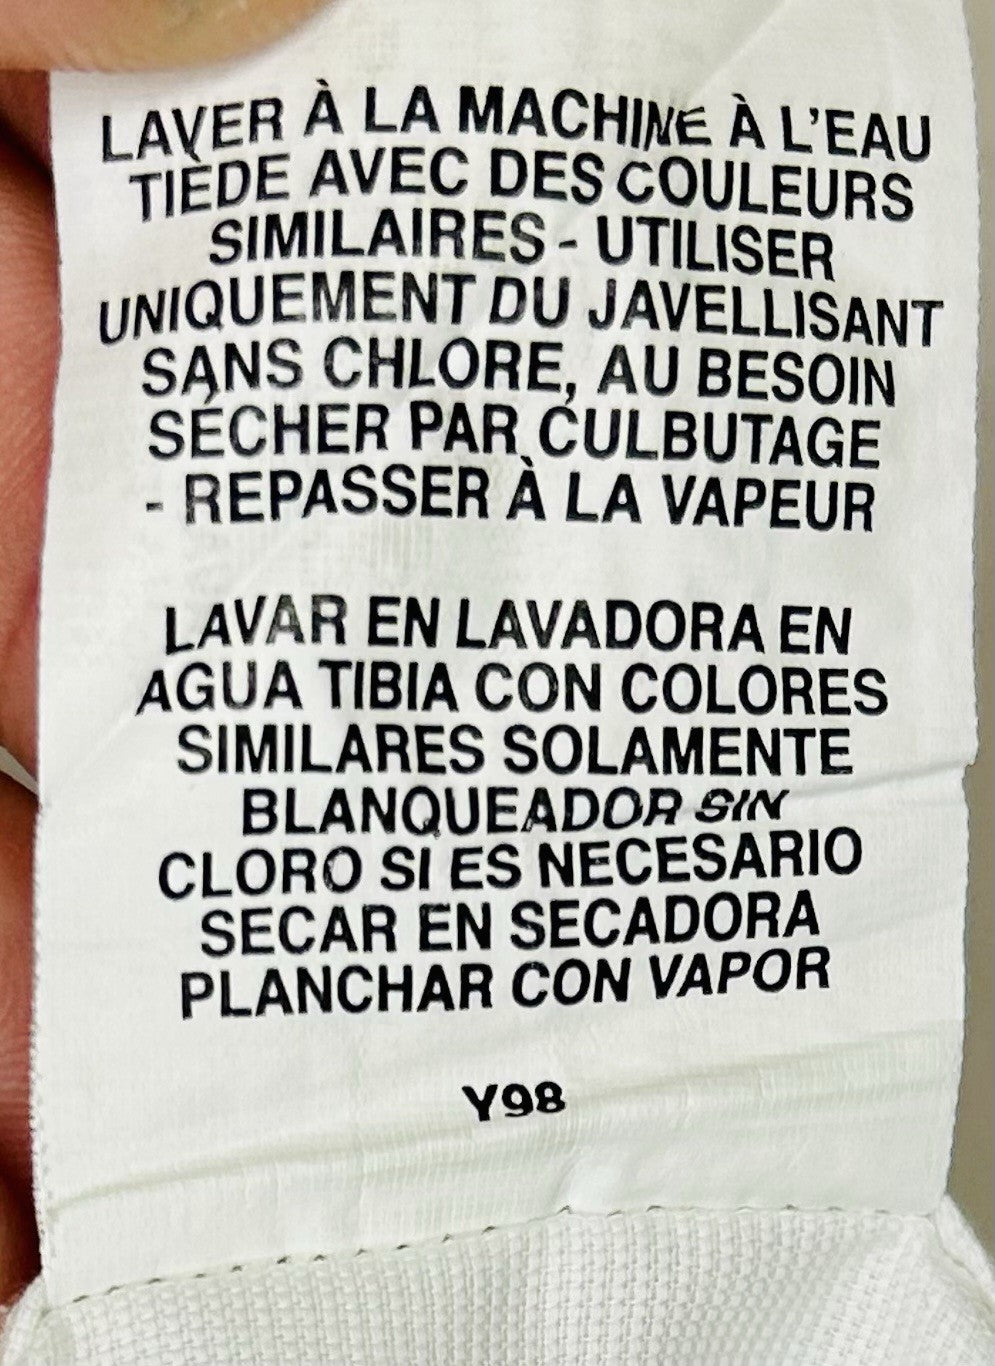 LAVER À LA MACHINE À L'EAU
TIÈDE AVEC DES COULEURS
SIMILAIRES - UTILISER
UNIQUEMENT DU JAVELLISANT
SANS CHLORE, AU BESOIN
SÉCHER PAR CULBUTAGE
- REPASSER À LA VAPEUR
LAVAR EN LAVADORA EN
AGUA TIBIA CON COLORES
SIMILARES SOLAMENTE
BLANQUEADOR SIN
CLORO SI ES NECESARIO
SECAR EN SECADORA
PLANCHAR CON VAPOR
Y98